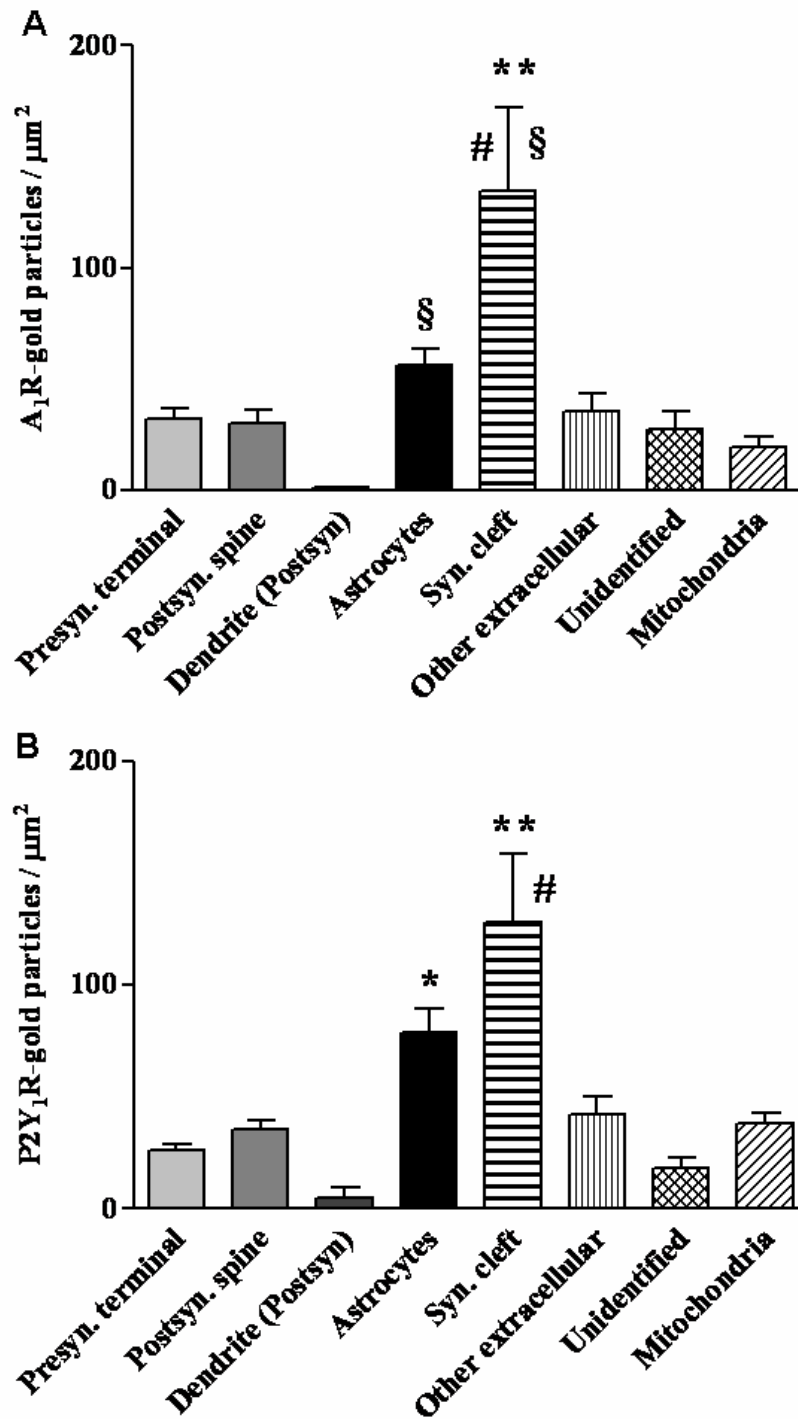 A
200
**
# §
A₁R-gold particles / μm²
100
§
0
Presyn. terminal
Postsyn. spine
Dendrite (Postsyn)
Astrocytes
Syn. cleft
Other extracellular
Unidentified
Mitochondria
B
200
**
#
P2Y₁R-gold particles / μm²
100
*
0
Presyn. terminal
Postsyn. spine
Dendrite (Postsyn)
Astrocytes
Syn. cleft
Other extracellular
Unidentified
Mitochondria